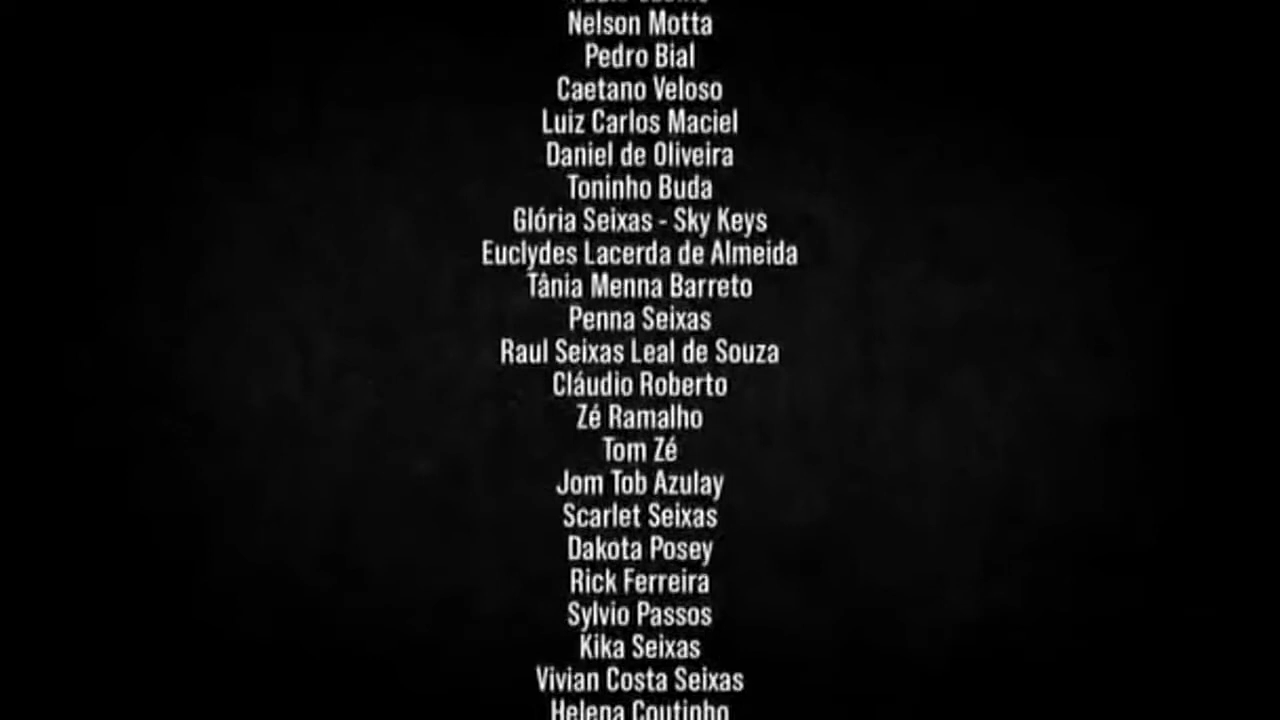 Nelson Motta
Pedro Bial
Caetano Veloso
Luiz Carlos Maciel
Daniel de Oliveira
Toninho Buda
Glória Seixas - Sky Keys
Euclydes Lacerda de Almeida
Tânia Menna Barreto
Penna Seixas
Raul Seixas Leal de Souza
Cláudio Roberto
Zé Ramalho
Tom Zé
Jom Tob Azulay
Scarlet Seixas
Dakota Posey
Rick Ferreira
Sylvio Passos
Kika Seixas
Vivian Costa Seixas
Helena Coutinho